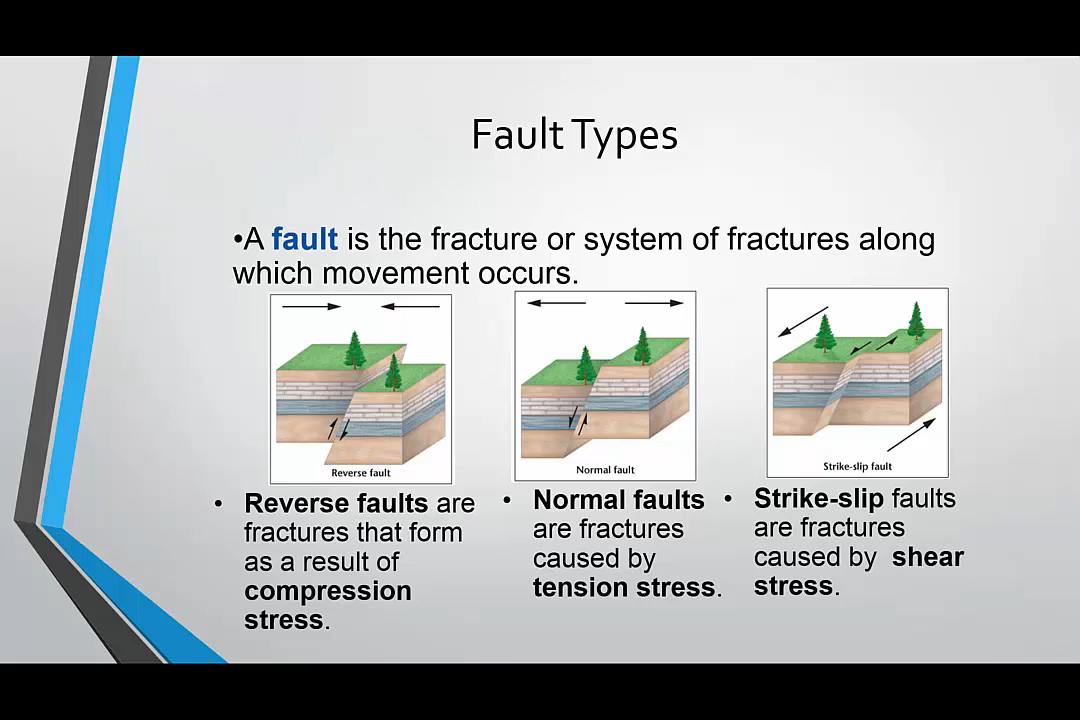 Fault Types
•A fault is the fracture or system of fractures along
which movement occurs.
Reverse fault
Normal fault
Strike-slip fault
• Reverse faults are
fractures that form
as a result of
compression
stress.
• Normal faults
are fractures
caused by
tension stress.
• Strike-slip faults
are fractures
caused by shear
stress.